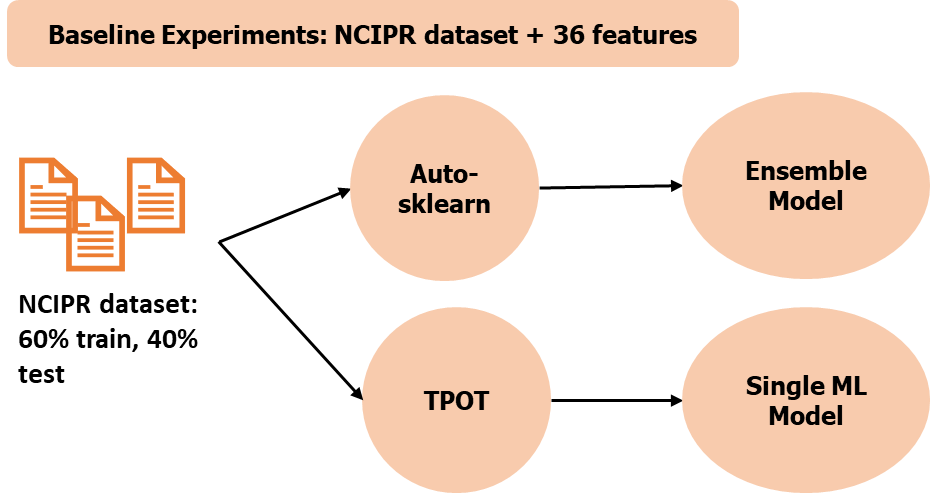 Baseline Experiments: NCIPR dataset + 36 features
Auto-
sklearn
Ensemble
Model
NCIPR dataset:
60% train, 40%
test
TPOT
Single ML
Model